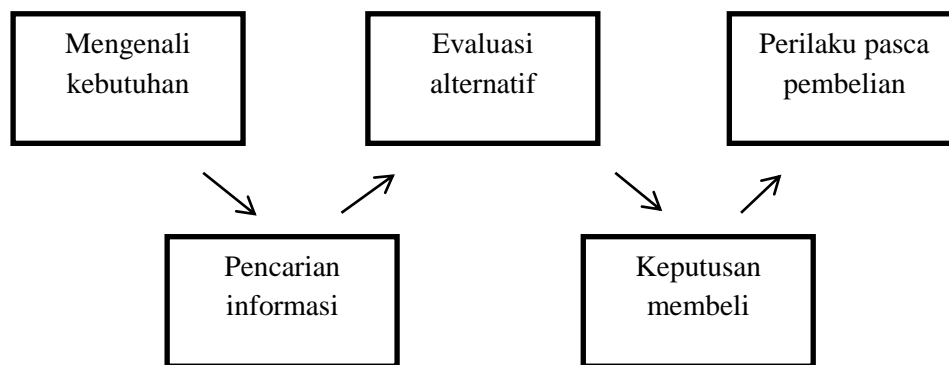 Mengenali
kebutuhan
Pencarian
informasi
Evaluasi
alternatif
Keputusan
membeli
Perilaku pasca
pembelian